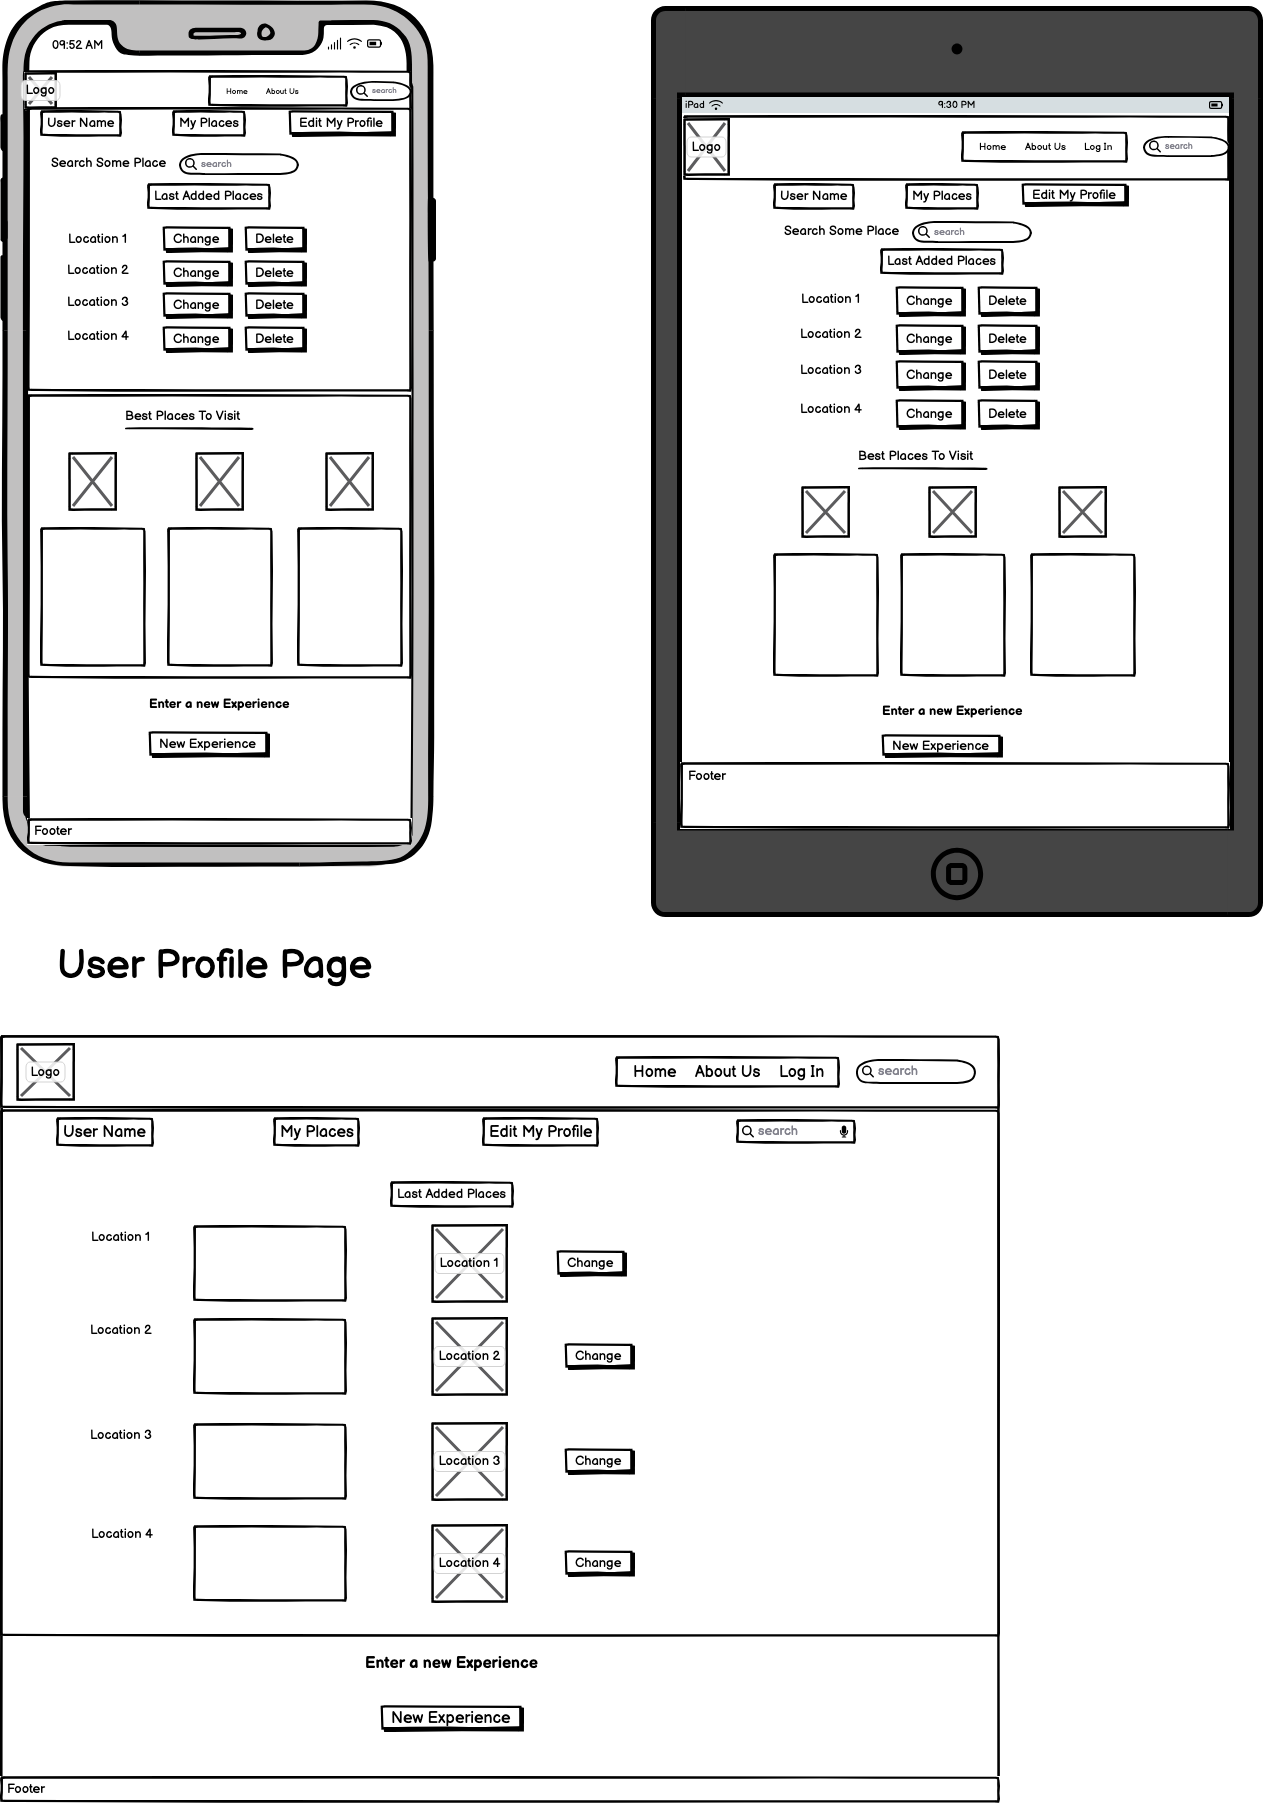 09:52 AM
Logo
Home About Us
search
User Name My Places Edit My Profile
Search Some Place search
Last Added Places
Location 1 Change Delete
Location 2 Change Delete
Location 3 Change Delete
Location 4 Change Delete
Best Places To Visit
Enter a new Experience
New Experience
Footer
iPad 9:30 PM
Logo
Home About Us Log In
search
User Name My Places Edit My Profile
Search Some Place search
Last Added Places
Location 1 Change Delete
Location 2 Change Delete
Location 3 Change Delete
Location 4 Change Delete
Best Places To Visit
Enter a new Experience
New Experience
Footer
User Profile Page
Logo
Home About Us Log In
search
User Name My Places Edit My Profile search
Last Added Places
Location 1 Location 1 Change
Location 2 Location 2 Change
Location 3 Location 3 Change
Location 4 Location 4 Change
Enter a new Experience
New Experience
Footer